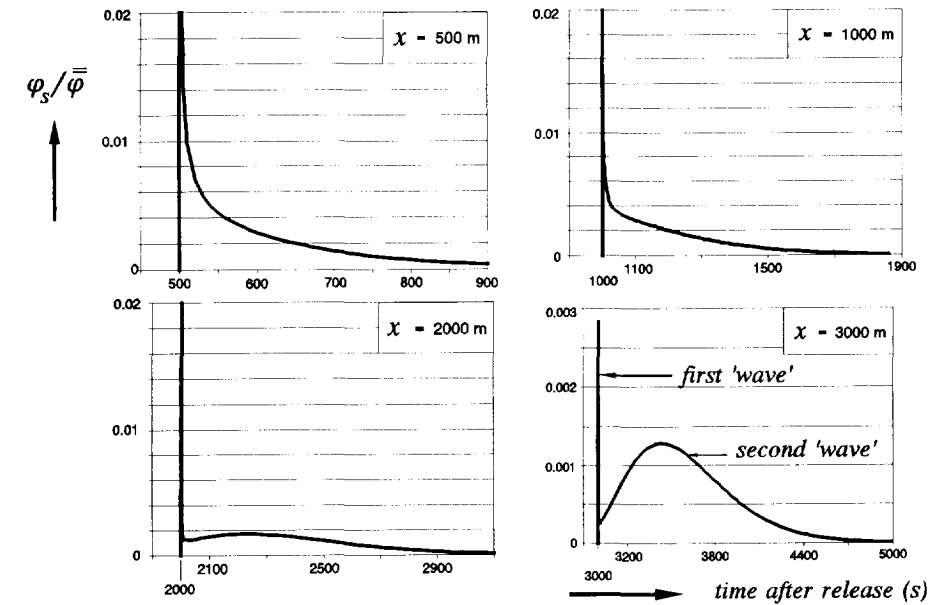 0.02
x = 500 m
φₛ/φ̿
0.01
0
500 600 700 800 900
0.02
x = 1000 m
0.01
0
1000 1100 1500 1900
0.02
x = 2000 m
0.01
0
2100 2500 2900
2000
0.003
x = 3000 m
first 'wave'
0.002
second 'wave'
0.001
0
3200 3800 4400 5000
3000
time after release (s)